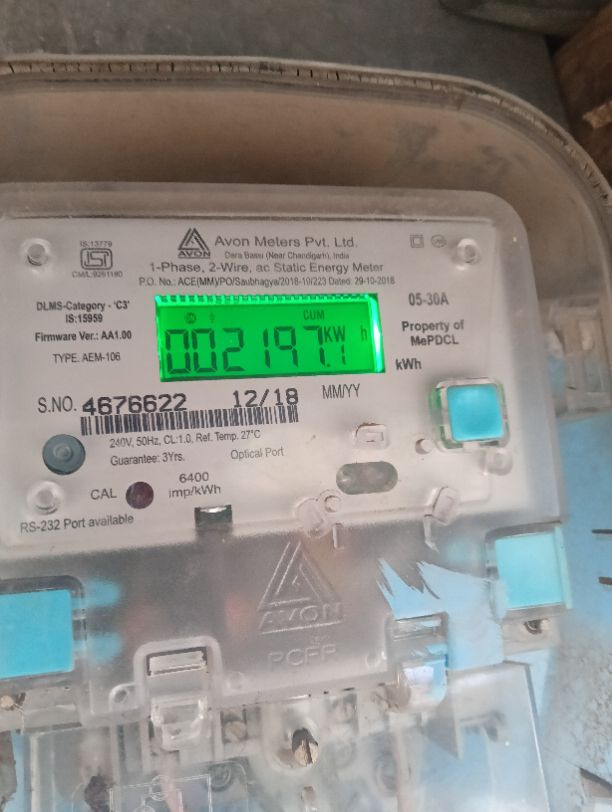 IS:13779
ISI
CM/L:9261180
AVON
Avon Meters Pvt. Ltd.
Dera Bassi (Near Chandigarh), India
1-Phase, 2-Wire, ac Static Energy Meter
P.O. No.: ACE(MM)/PO/Saubhagya/2018-19/223 Dated: 29-10-2018
DLMS-Category - 'C3'
IS:15959
Firmware Ver.: AA1.00
TYPE: AEM-106
CUM
002197.1 KW h
05-30A
Property of
MePDCL
kWh
S.NO. 4676622 12/18 MM/YY
240V, 50Hz, CL:1.0, Ref. Temp. 27°C
Guarantee: 3Yrs.
Optical Port
CAL
6400
imp/kWh
RS-232 Port available
AVON